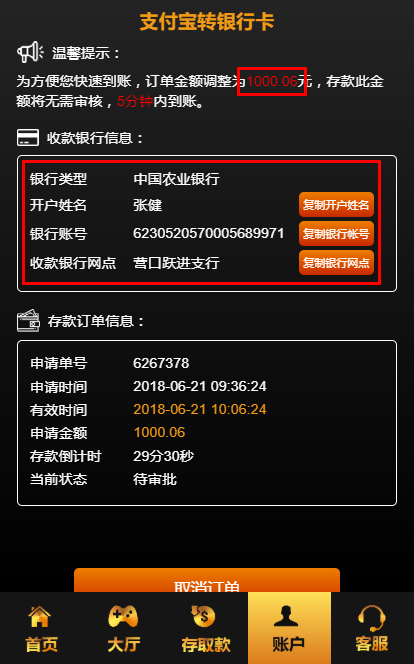 支付宝转银行卡
温馨提示：
为方便您快速到账，订单金额调整为1000.06元，存款此金
额将无需审核，5分钟内到账。
收款银行信息：
银行类型 中国农业银行
开户姓名 张健 复制开户姓名
银行账号 6230520570005689971 复制银行帐号
收款银行网点 营口跃进支行 复制银行网点
存款订单信息：
申请单号 6267378
申请时间 2018-06-21 09:36:24
有效时间 2018-06-21 10:06:24
申请金额 1000.06
存款倒计时 29分30秒
当前状态 待审批
取消订单
首页 大厅 存取款 账户 客服